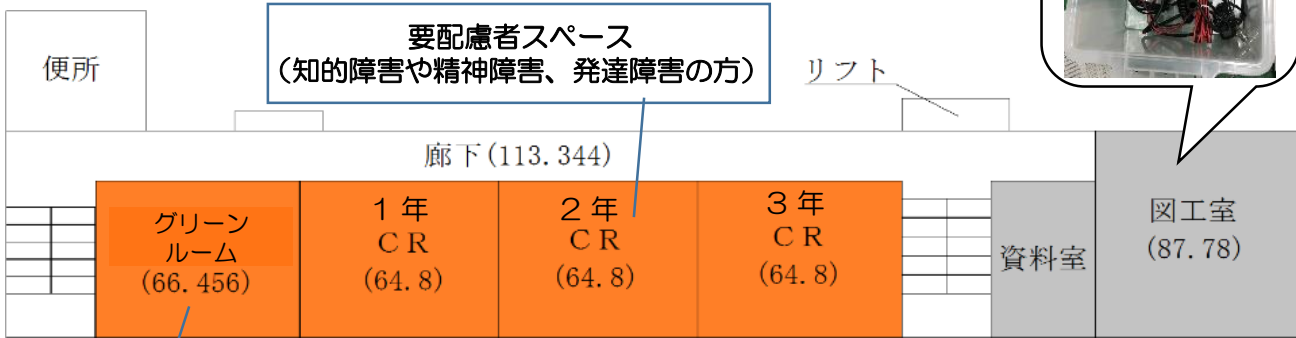 便所
要配慮者スペース
（知的障害や精神障害、発達障害の方）
リフト
廊下(113.344)
グリーン
ルーム
(66.456)
１年
ＣＲ
(64.8)
２年
ＣＲ
(64.8)
３年
ＣＲ
(64.8)
資料室
図工室
(87.78)